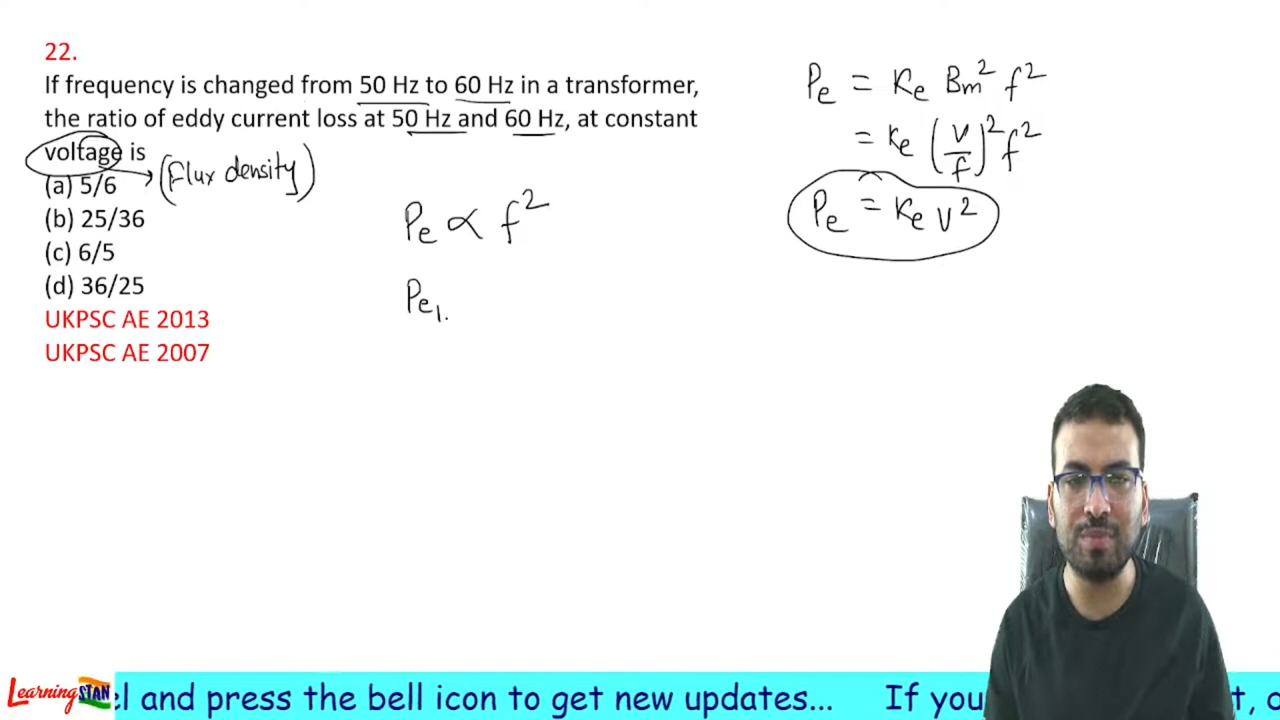 22.
If frequency is changed from 50 Hz to 60 Hz in a transformer,
the ratio of eddy current loss at 50 Hz and 60 Hz, at constant
voltage is
(Flux density)
(a) 5/6
(b) 25/36
(c) 6/5
(d) 36/25
UKPSC AE 2013
UKPSC AE 2007
Pe ∝ f²
Pe₁
Pe = Ke Bm² f²
= Ke (V/f)² f²
Pe = Ke V²
Learning STAN
el and press the bell icon to get new updates... If you
t, c